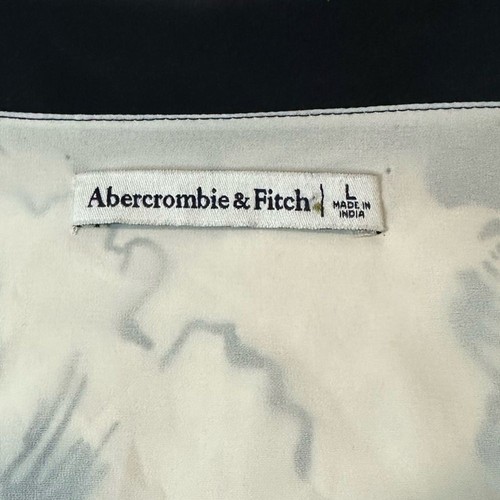 Abercrombie & Fitch
L
MADE IN
INDIA